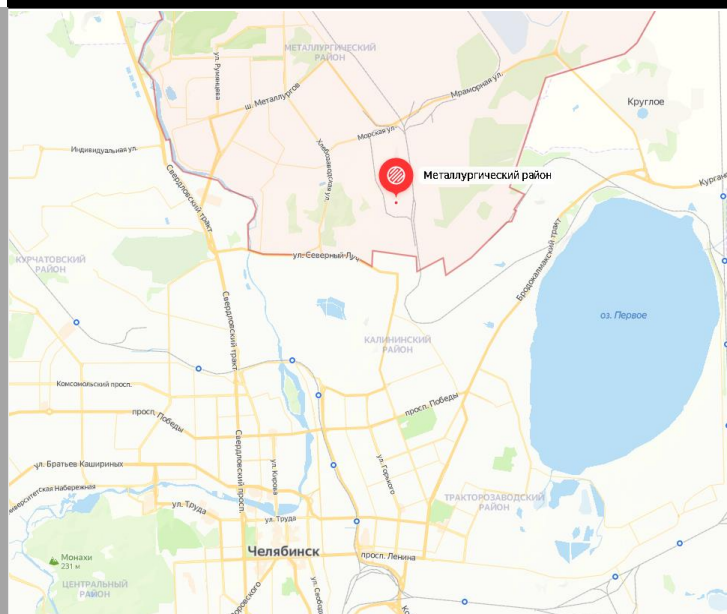 МЕТАЛЛУРГИЧЕСКИЙ
РАЙОН
ул. Румянцева
ш. Металлургов
Мраморная ул.
Круглое
Морская ул.
Хлебозаводская ул.
Индивидуальная ул.
Металлургический район
Свердловский тракт
Курган
КУРЧАТОВСКИЙ
РАЙОН
ул. Северный Луч
Бродокалмакский тракт
оз. Первое
Свердловский тракт
КАЛИНИНСКИЙ
РАЙОН
Комсомольский просп.
просп. Победы
просп. Победы
Свердловский просп.
ул. Братьев Кашириных
ул. Кирова
ул. Горького
верситетская Набережная
ул. Труда
ул. Труда
ТРАКТОРОЗАВОДСКИЙ
РАЙОН
Челябинск
просп. Ленина
Монахи
231 м
ЦЕНТРАЛЬНЫЙ
РАЙОН
ул. Свобо